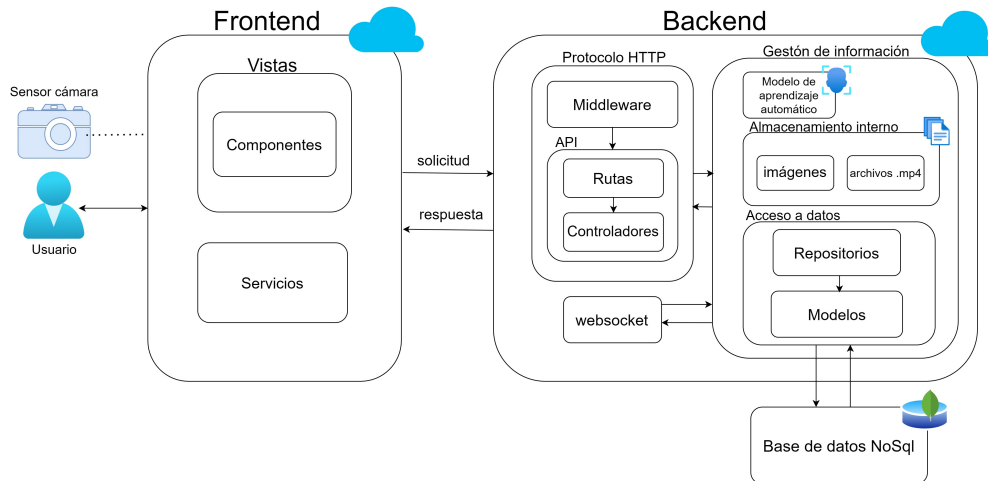 Frontend
Backend
Vistas
Protocolo HTTP
Gestión de información
Sensor cámara
Modelo de
aprendizaje
automático
Middleware
Almacenamiento interno
Componentes
API
solicitud
Rutas
imágenes
archivos .mp4
respuesta
Controladores
Acceso a datos
Usuario
Repositorios
Servicios
websocket
Modelos
Base de datos NoSql